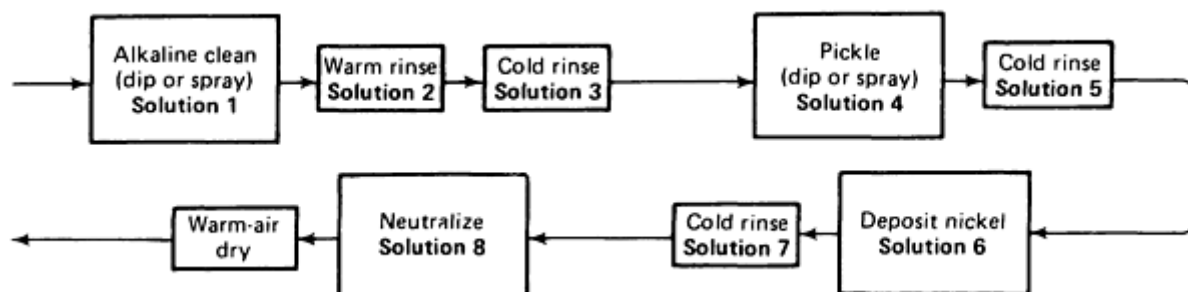 Alkaline clean
(dip or spray)
Solution 1
Warm rinse
Solution 2
Cold rinse
Solution 3
Pickle
(dip or spray)
Solution 4
Cold rinse
Solution 5
Warm-air
dry
Neutralize
Solution 8
Cold rinse
Solution 7
Deposit nickel
Solution 6